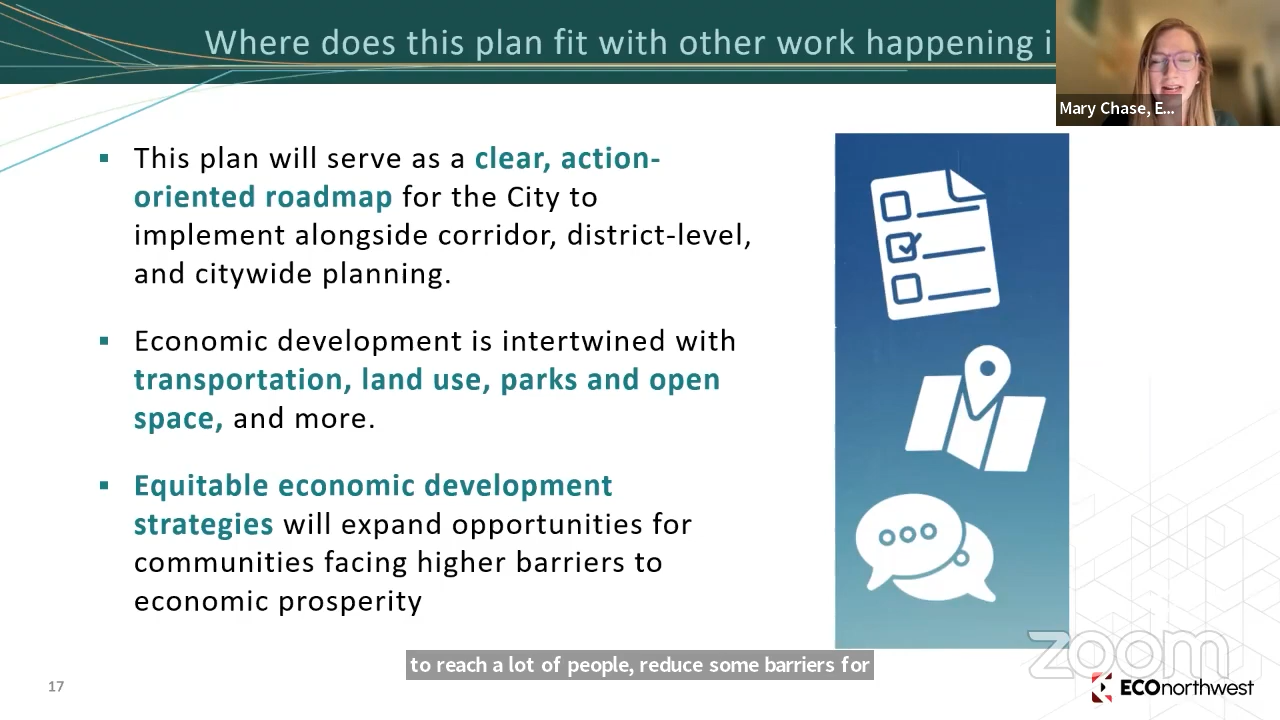 Where does this plan fit with other work happening i
Mary Chase, E...
▪ This plan will serve as a clear, action-
oriented roadmap for the City to
implement alongside corridor, district-level,
and citywide planning.
▪ Economic development is intertwined with
transportation, land use, parks and open
space, and more.
▪ Equitable economic development
strategies will expand opportunities for
communities facing higher barriers to
economic prosperity
to reach a lot of people, reduce some barriers for
zoom
17
ECOnorthwest